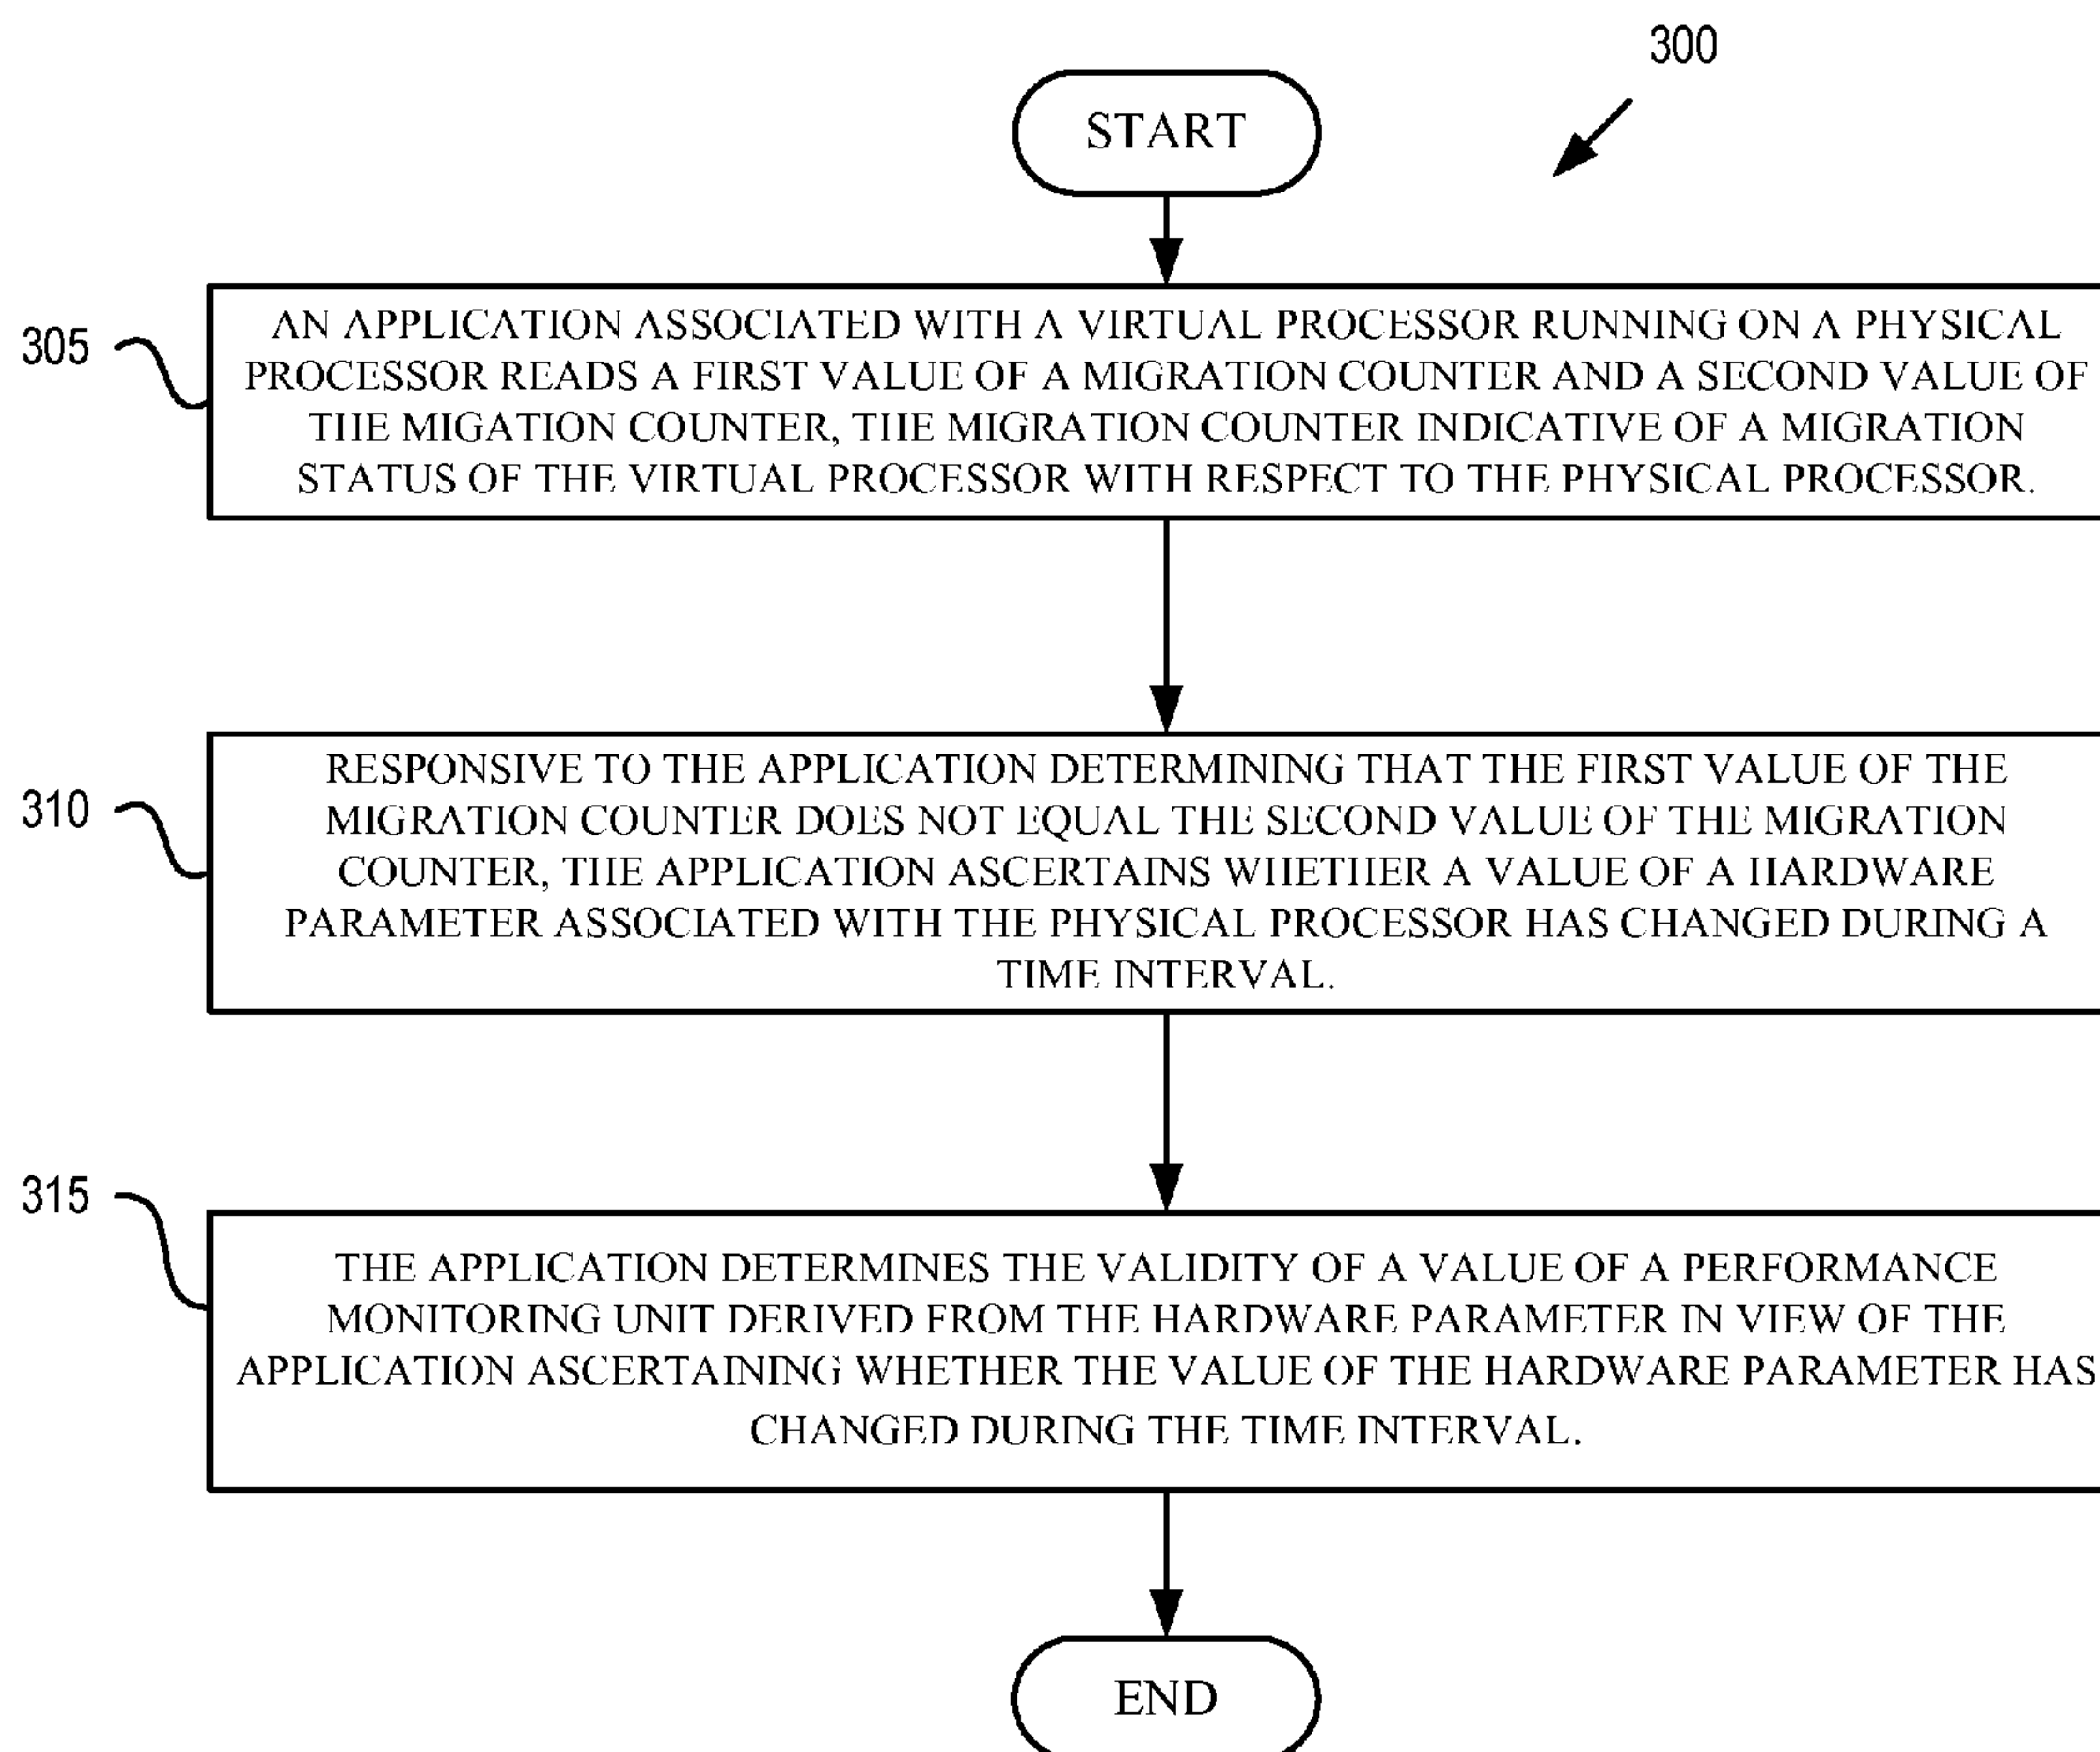 300
START
305
AN APPLICATION ASSOCIATED WITH A VIRTUAL PROCESSOR RUNNING ON A PHYSICAL
PROCESSOR READS A FIRST VALUE OF A MIGRATION COUNTER AND A SECOND VALUE OF
THE MIGATION COUNTER, THE MIGRATION COUNTER INDICATIVE OF A MIGRATION
STATUS OF THE VIRTUAL PROCESSOR WITH RESPECT TO THE PHYSICAL PROCESSOR.
310
RESPONSIVE TO THE APPLICATION DETERMINING THAT THE FIRST VALUE OF THE
MIGRATION COUNTER DOES NOT EQUAL THE SECOND VALUE OF THE MIGRATION
COUNTER, THE APPLICATION ASCERTAINS WHETHER A VALUE OF A HARDWARE
PARAMETER ASSOCIATED WITH THE PHYSICAL PROCESSOR HAS CHANGED DURING A
TIME INTERVAL.
315
THE APPLICATION DETERMINES THE VALIDITY OF A VALUE OF A PERFORMANCE
MONITORING UNIT DERIVED FROM THE HARDWARE PARAMETER IN VIEW OF THE
APPLICATION ASCERTAINING WHETHER THE VALUE OF THE HARDWARE PARAMETER HAS
CHANGED DURING THE TIME INTERVAL.
END